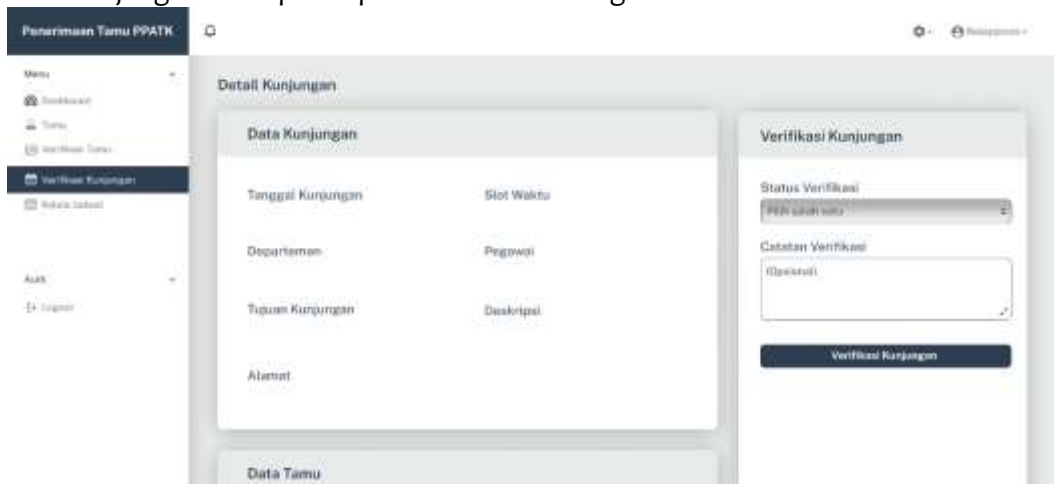 Penerimaan Tamu PPATK
Menu
Dashboard
Tamu
Verifikasi Tamu
Verifikasi Kunjungan
Kelola Jadwal
Auth
Logout
Detail Kunjungan
Data Kunjungan
Tanggal Kunjungan
Slot Waktu
Departemen
Pegawai
Tujuan Kunjungan
Deskripsi
Alamat
Data Tamu
Verifikasi Kunjungan
Status Verifikasi
Pilih salah satu
Catatan Verifikasi
(Opsional)
Verifikasi Kunjungan